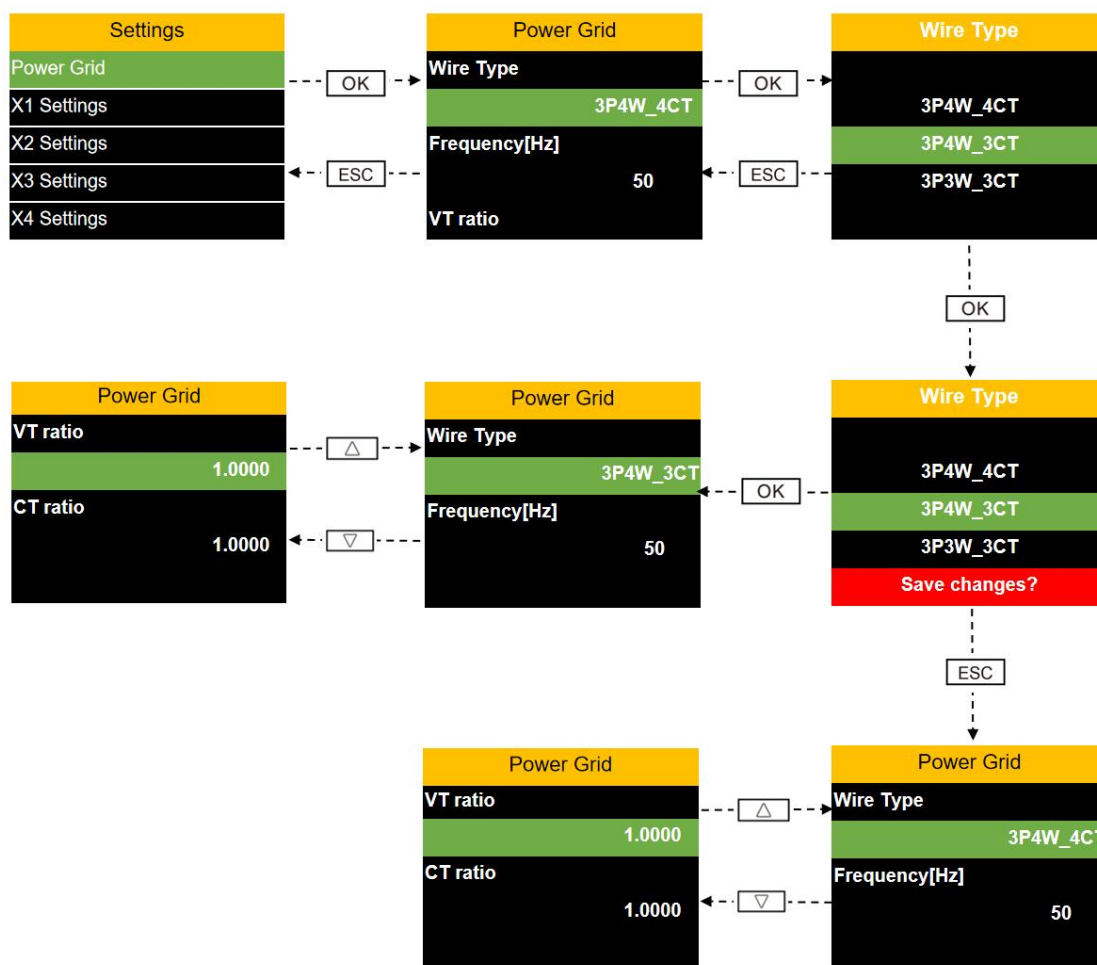 Settings
Power Grid
X1 Settings
X2 Settings
X3 Settings
X4 Settings
OK
ESC
Power Grid
Wire Type
3P4W_4CT
Frequency[Hz]
50
VT ratio
OK
ESC
Wire Type
3P4W_4CT
3P4W_3CT
3P3W_3CT
OK
Power Grid
VT ratio
1.0000
CT ratio
1.0000
Power Grid
Wire Type
3P4W_3CT
Frequency[Hz]
50
OK
Wire Type
3P4W_4CT
3P4W_3CT
3P3W_3CT
Save changes?
ESC
Power Grid
VT ratio
1.0000
CT ratio
1.0000
Power Grid
Wire Type
3P4W_4CT
Frequency[Hz]
50